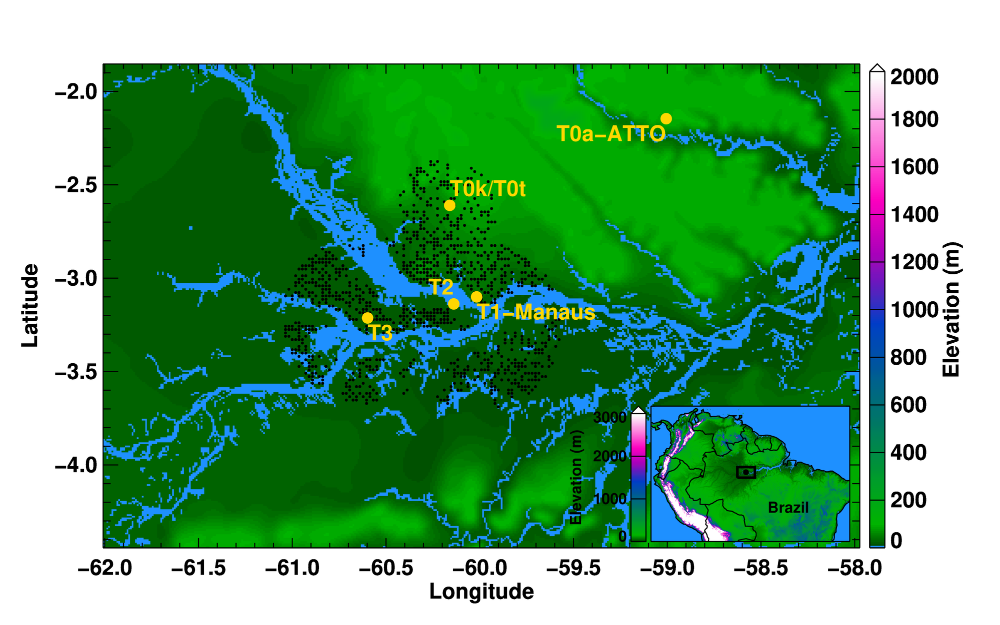 −2.0
−2.5
−3.0
−3.5
−4.0
Latitude
−62.0
−61.5
−61.0
−60.5
−60.0
−59.5
−59.0
−58.5
−58.0
Longitude
T0a−ATTO
T0k/T0t
T2
T1−Manaus
T3
2000
1800
1600
1400
1200
1000
800
600
400
200
0
Elevation (m)
3000
2000
1000
0
Elevation (m)
Brazil